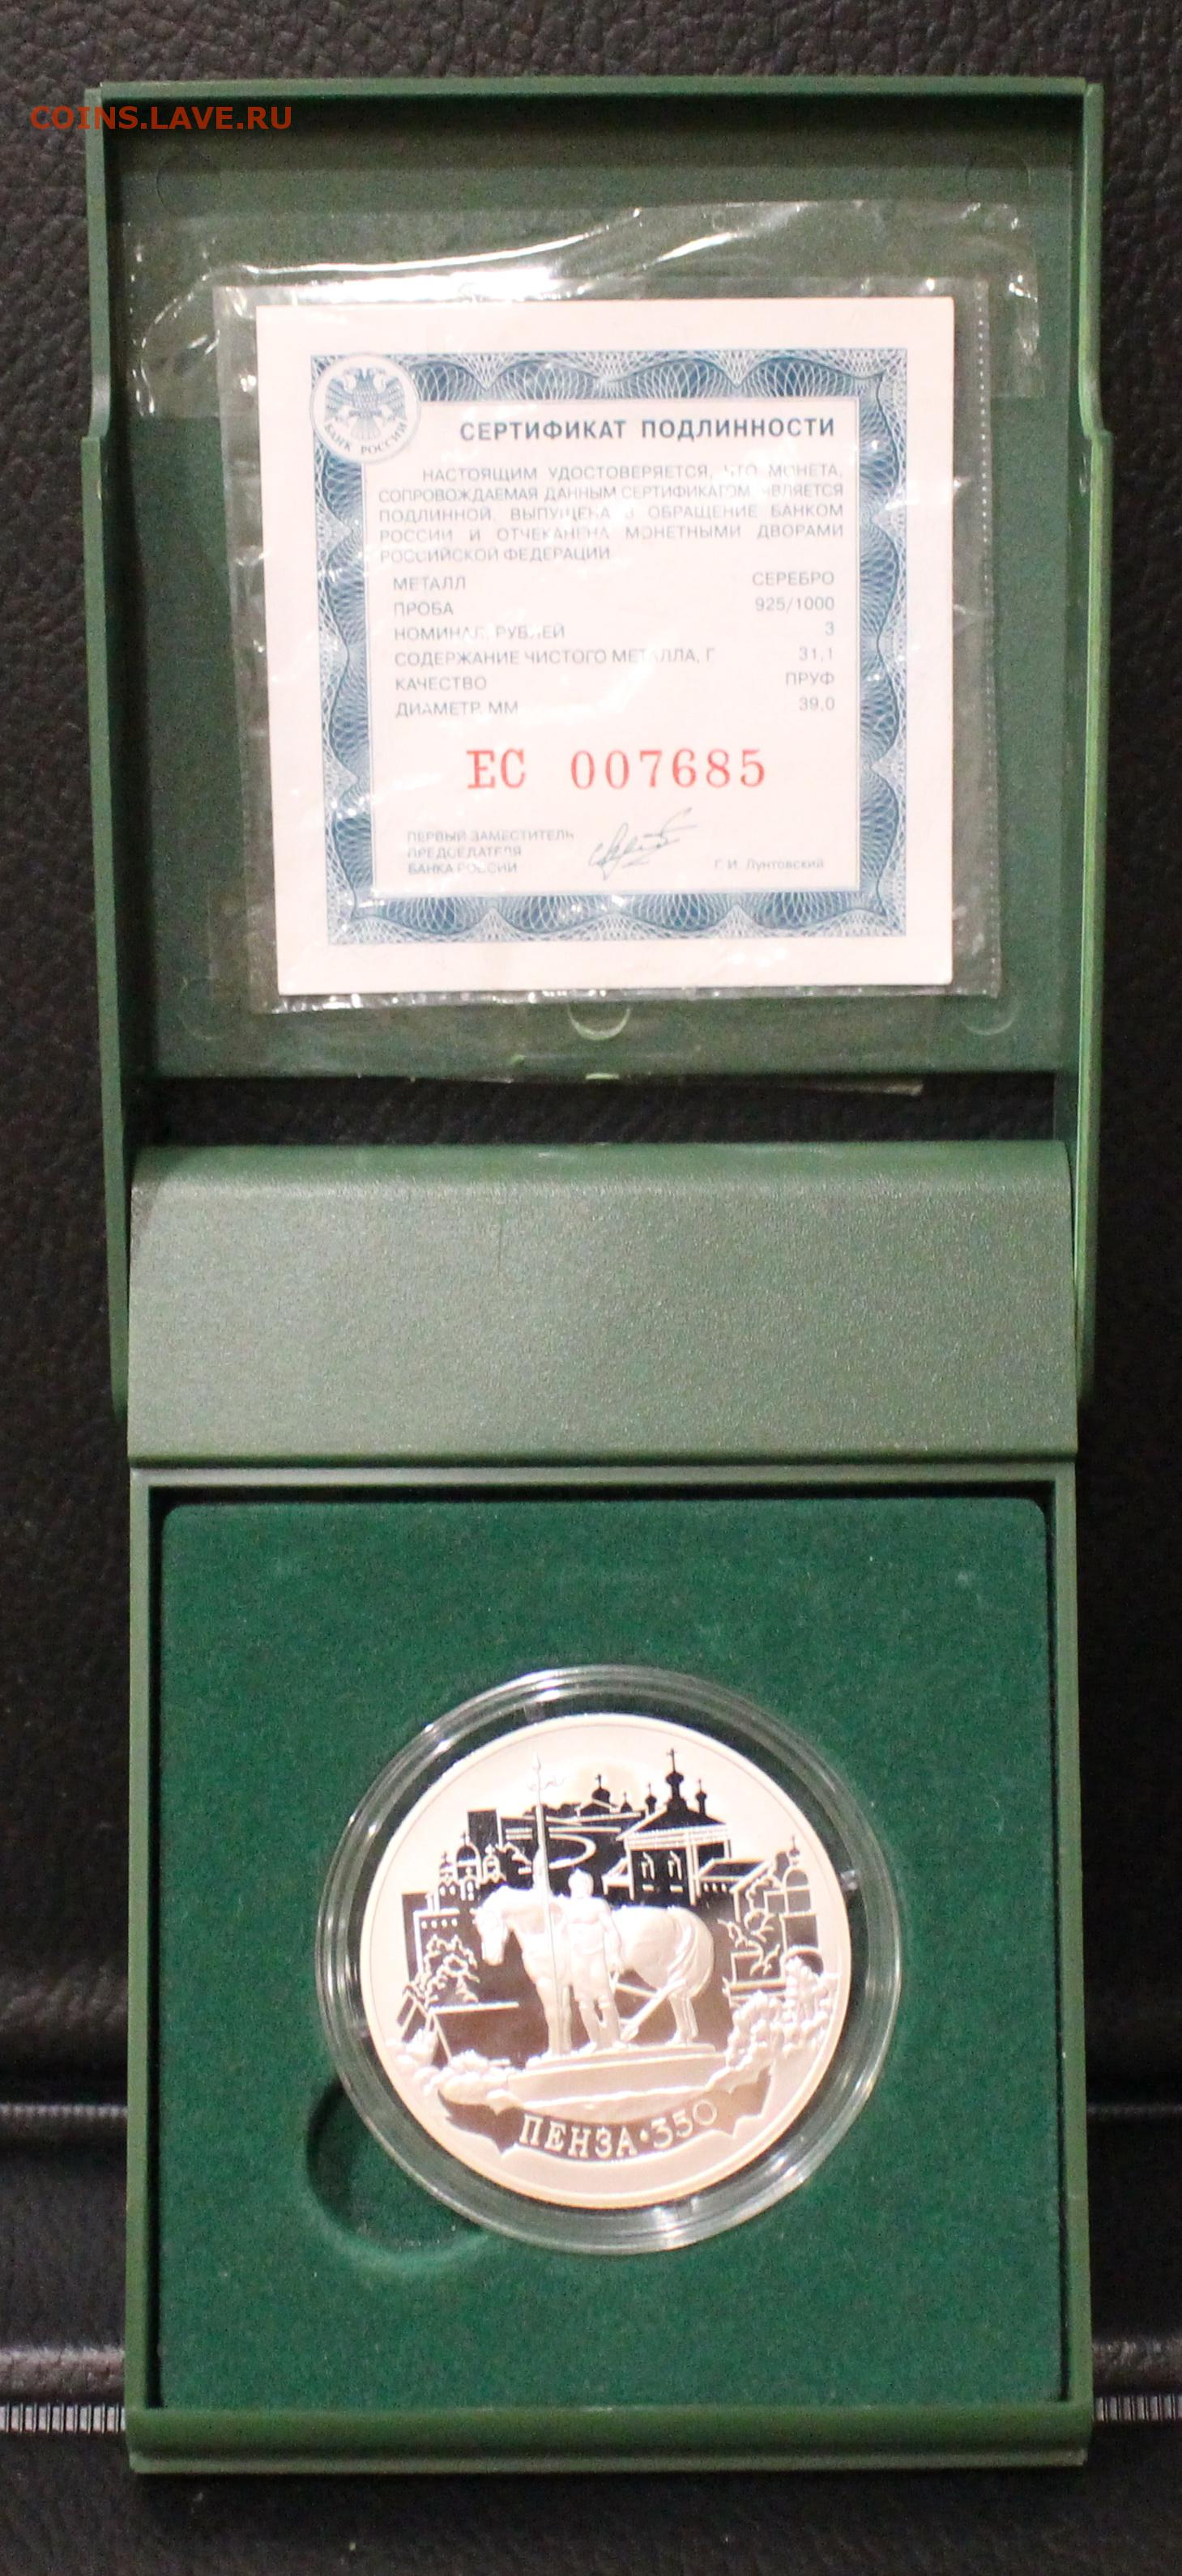 COINS.LAVE.RU
БАНК РОССИИ
СЕРТИФИКАТ ПОДЛИННОСТИ
НАСТОЯЩИМ УДОСТОВЕРЯЕТСЯ, ЧТО МОНЕТА,
СОПРОВОЖДАЕМАЯ ДАННЫМ СЕРТИФИКАТОМ, ЯВЛЯЕТСЯ
ПОДЛИННОЙ, ВЫПУЩЕНА В ОБРАЩЕНИЕ БАНКОМ
РОССИИ И ОТЧЕКАНЕНА МОНЕТНЫМИ ДВОРАМИ
РОССИЙСКОЙ ФЕДЕРАЦИИ
МЕТАЛЛ СЕРЕБРО
ПРОБА 925/1000
НОМИНАЛ, РУБЛЕЙ 3
СОДЕРЖАНИЕ ЧИСТОГО МЕТАЛЛА, Г 31,1
КАЧЕСТВО ПРУФ
ДИАМЕТР, ММ 39,0
ЕС 007685
ПЕРВЫЙ ЗАМЕСТИТЕЛЬ
ПРЕДСЕДАТЕЛЯ
БАНКА РОССИИ Г. И. Лунтовский
ПЕНЗА•350